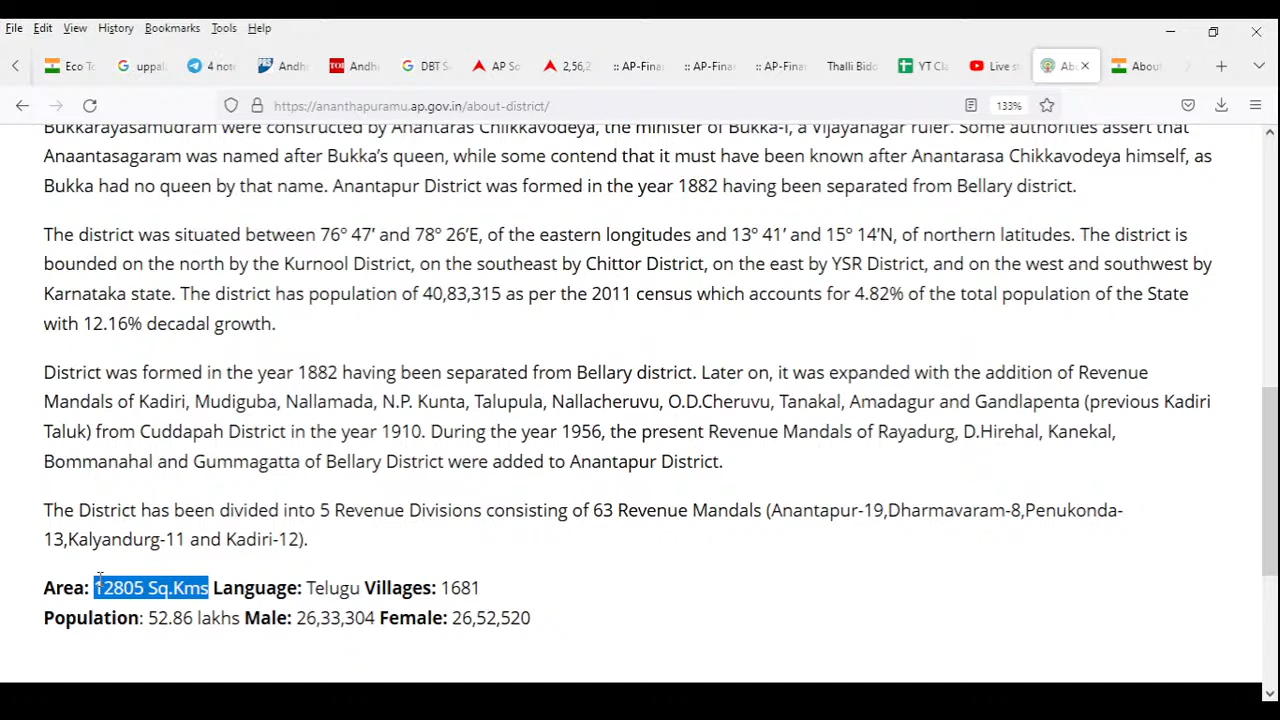 File Edit View History Bookmarks Tools Help
Eco T uppal 4 note Andh Andh DBT S AP So 2,56,2 :: AP-Finan :: AP-Finan :: AP-Finan Thalli Bido YT Cl Live s Ab About
https://ananthapuramu.ap.gov.in/about-district/ 133%
Bukkarayasamudram were constructed by Anantaras Chilkkavodeya, the minister of Bukka-I, a Vijayanagar ruler. Some authorities assert that
Anaantasagaram was named after Bukka's queen, while some contend that it must have been known after Anantarasa Chikkavodeya himself, as
Bukka had no queen by that name. Anantapur District was formed in the year 1882 having been separated from Bellary district.
The district was situated between 76° 47′ and 78° 26′E, of the eastern longitudes and 13° 41′ and 15° 14′N, of northern latitudes. The district is
bounded on the north by the Kurnool District, on the southeast by Chittor District, on the east by YSR District, and on the west and southwest by
Karnataka state. The district has population of 40,83,315 as per the 2011 census which accounts for 4.82% of the total population of the State
with 12.16% decadal growth.
District was formed in the year 1882 having been separated from Bellary district. Later on, it was expanded with the addition of Revenue
Mandals of Kadiri, Mudiguba, Nallamada, N.P. Kunta, Talupula, Nallacheruvu, O.D.Cheruvu, Tanakal, Amadagur and Gandlapenta (previous Kadiri
Taluk) from Cuddapah District in the year 1910. During the year 1956, the present Revenue Mandals of Rayadurg, D.Hirehal, Kanekal,
Bommanahal and Gummagatta of Bellary District were added to Anantapur District.
The District has been divided into 5 Revenue Divisions consisting of 63 Revenue Mandals (Anantapur-19,Dharmavaram-8,Penukonda-
13,Kalyandurg-11 and Kadiri-12).
Area: 12805 Sq.Kms Language: Telugu Villages: 1681
Population: 52.86 lakhs Male: 26,33,304 Female: 26,52,520